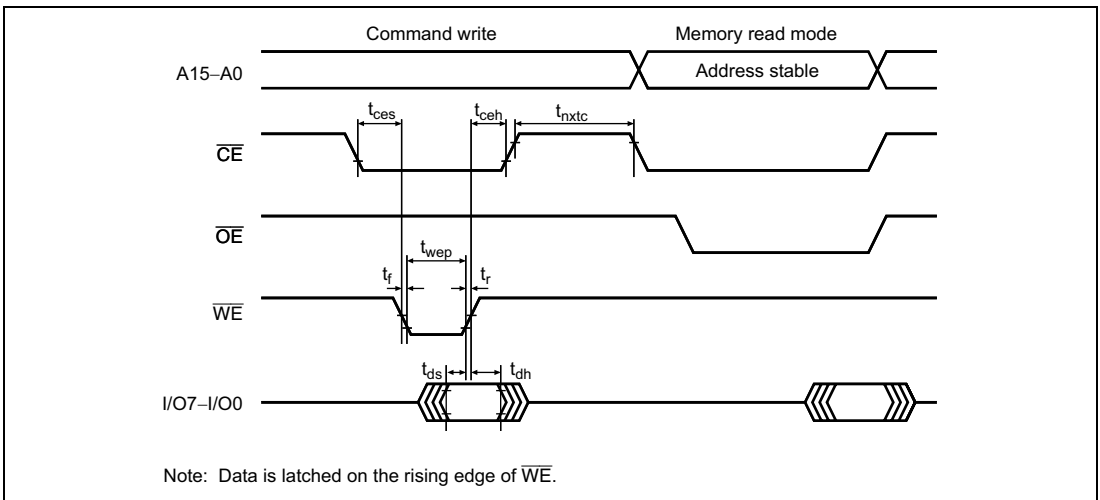 Command write Memory read mode
A15–A0 Address stable
tces tceh tnxtc
CE
OE
twep
tf tr
WE
tds tdh
I/O7–I/O0
Note: Data is latched on the rising edge of WE.